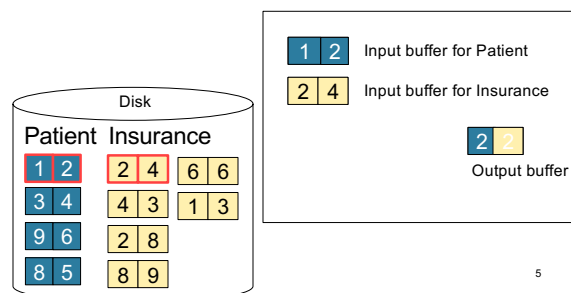 1 2 Input buffer for Patient
2 4 Input buffer for Insurance
2 2
Output buffer
Disk
Patient Insurance
1 2 2 4 6 6
3 4 4 3 1 3
9 6 2 8
8 5 8 9
5